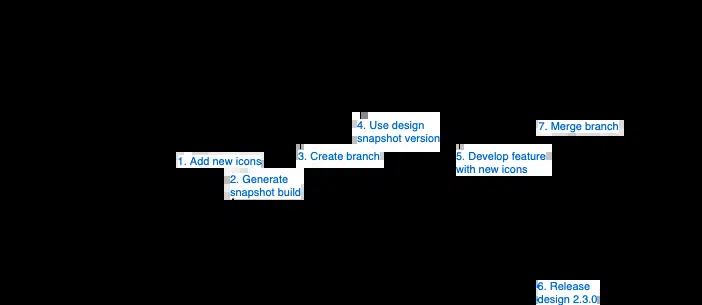 1. Add new icons
2. Generate
snapshot build
3. Create branch
4. Use design
snapshot version
5. Develop feature
with new icons
6. Release
design 2.3.0
7. Merge branch